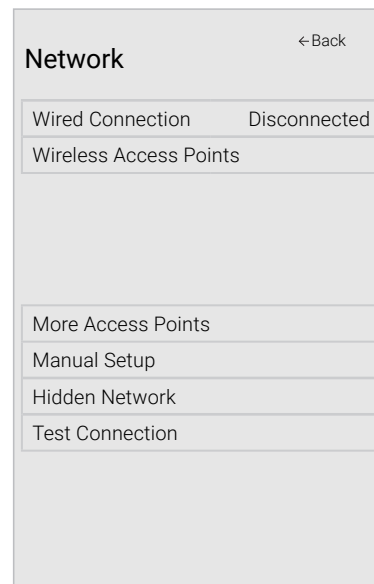 ←Back
Network
Wired Connection Disconnected
Wireless Access Points
More Access Points
Manual Setup
Hidden Network
Test Connection